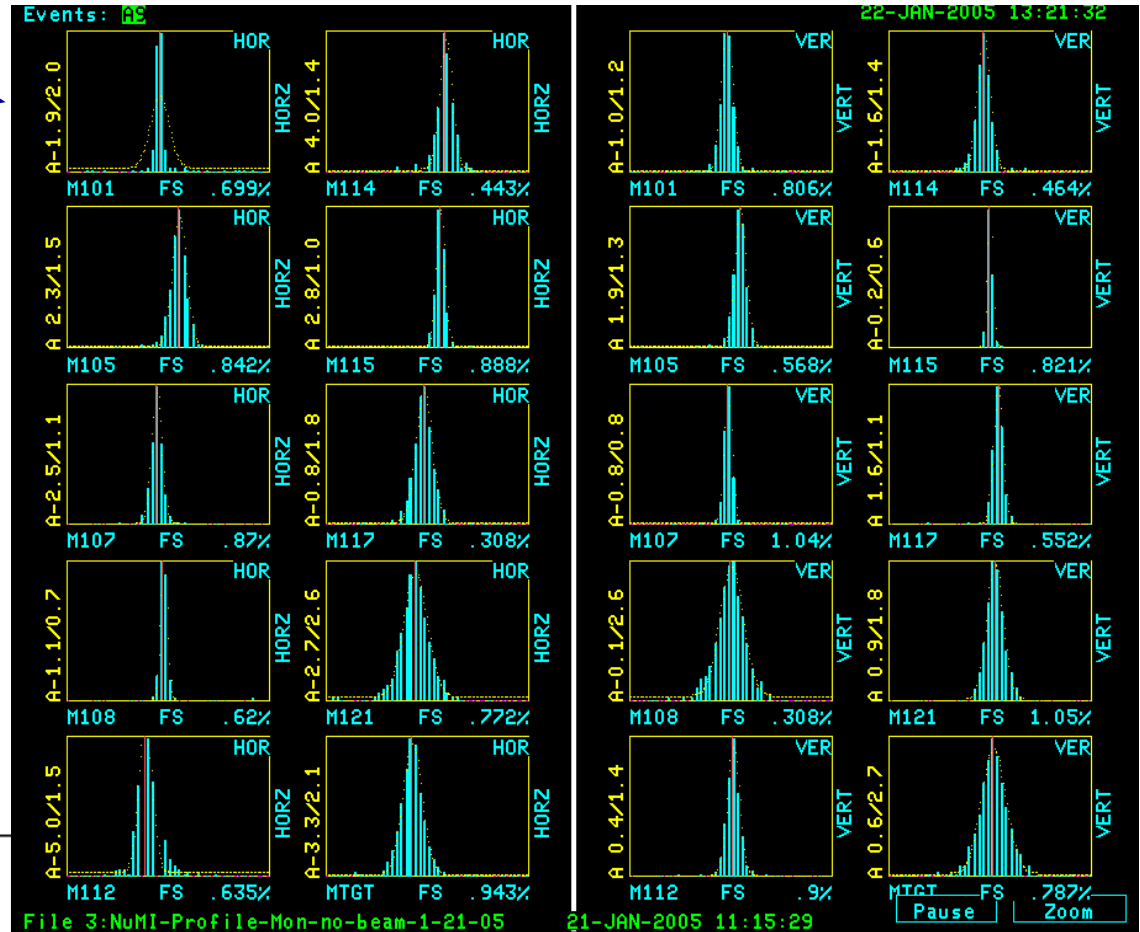 Events: A9
22-JAN-2005 13:21:32
A-1.9/2.0 HOR HORZ
M101 FS .699%
A 4.0/1.4 HOR HORZ
M114 FS .443%
A-1.0/1.2 VER VERT
M101 FS .806%
A-1.6/1.4 VER VERT
M114 FS .464%
A 2.3/1.5 HOR HORZ
M105 FS .842%
A 2.8/1.0 HOR HORZ
M115 FS .888%
A 1.9/1.3 VER VERT
M105 FS .568%
A-0.2/0.6 VER VERT
M115 FS .821%
A-2.5/1.1 HOR HORZ
M107 FS .87%
A-0.8/1.8 HOR HORZ
M117 FS .308%
A-0.8/0.8 VER VERT
M107 FS 1.04%
A 1.6/1.1 VER VERT
M117 FS .552%
A-1.1/0.7 HOR HORZ
M108 FS .62%
A-2.7/2.6 HOR HORZ
M121 FS .772%
A-0.1/2.6 VER VERT
M108 FS .308%
A 0.9/1.8 VER VERT
M121 FS 1.05%
A-5.0/1.5 HOR HORZ
M112 FS .635%
A-3.3/2.1 HOR HORZ
MTGT FS .943%
A 0.4/1.4 VER VERT
M112 FS .9%
A 0.6/2.7 VER VERT
MTGT FS .787%
Pause Zoom
File 3:NuMI-Profile-Mon-no-beam-1-21-05 21-JAN-2005 11:15:29